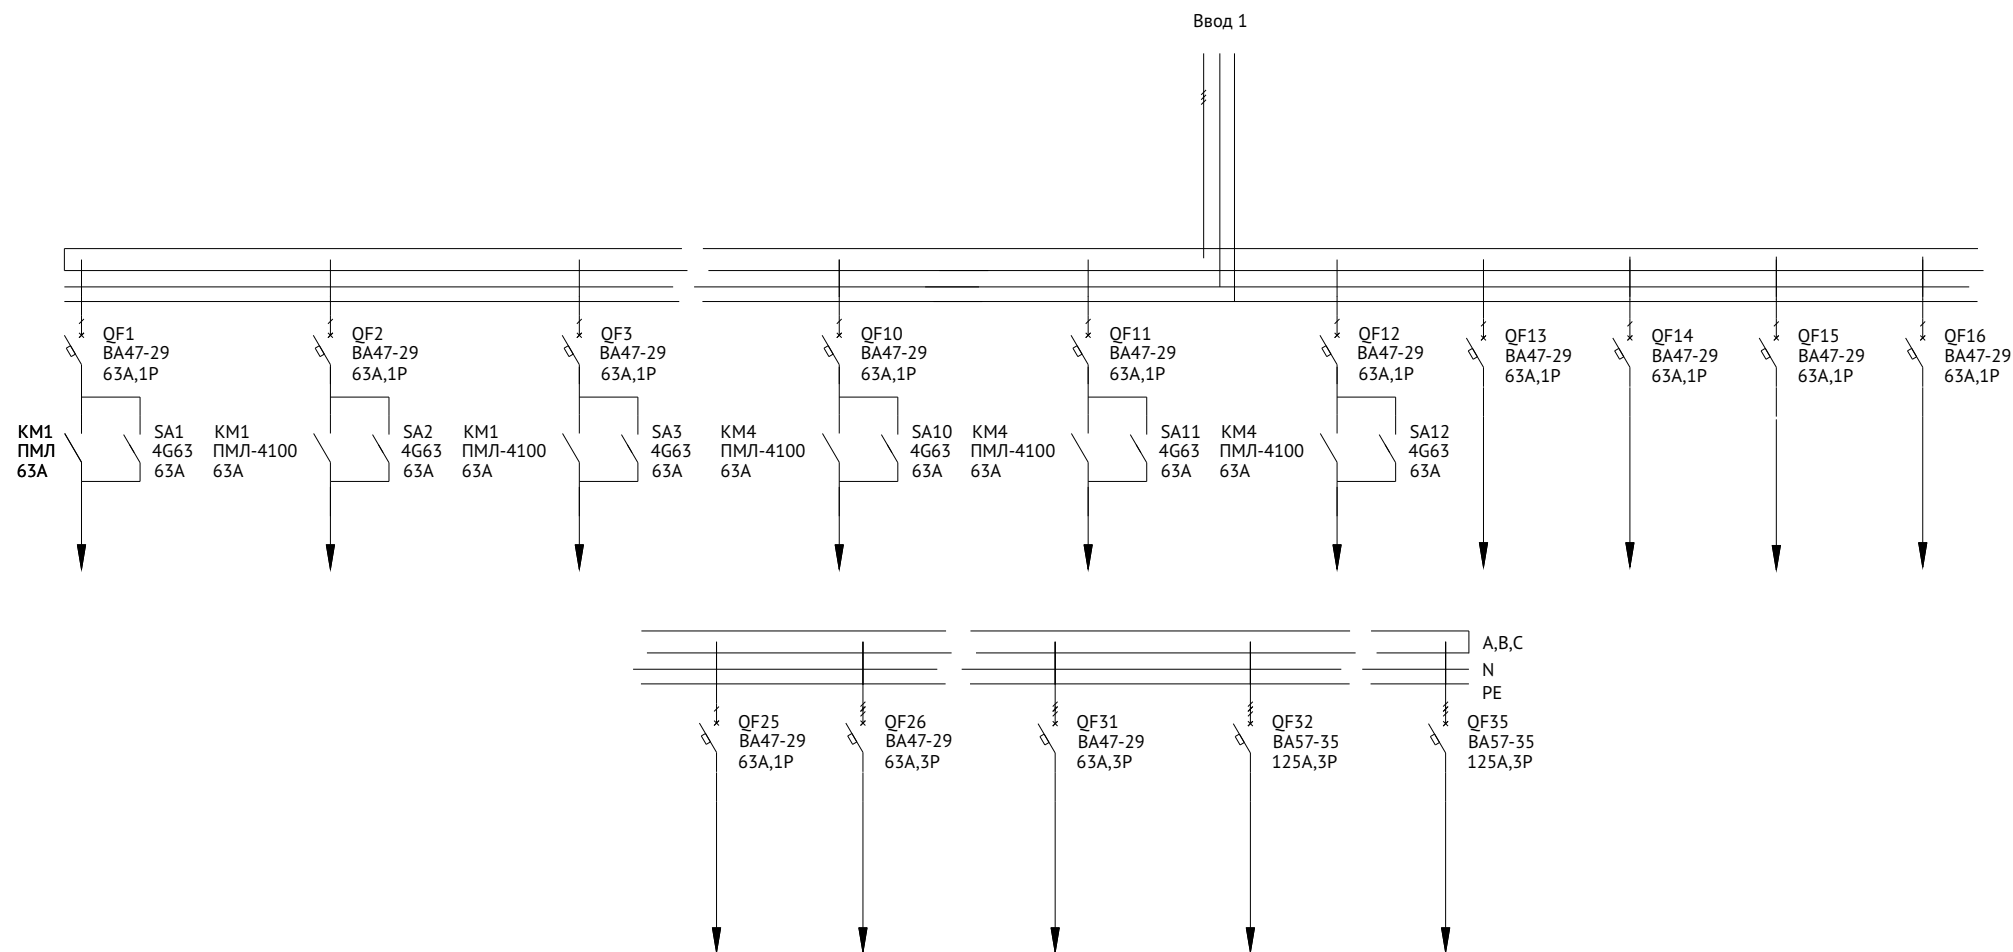 Ввод 1
QF1
ВА47-29
63А,1Р
QF2
ВА47-29
63А,1Р
QF3
ВА47-29
63А,1Р
QF10
ВА47-29
63А,1Р
QF11
ВА47-29
63А,1Р
QF12
ВА47-29
63А,1Р
QF13
ВА47-29
63А,1Р
QF14
ВА47-29
63А,1Р
QF15
ВА47-29
63А,1Р
QF16
ВА47-29
63А,1Р
КМ1
ПМЛ
63А
SA1
4G63
63А
КМ1
ПМЛ-4100
63А
SA2
4G63
63А
КМ1
ПМЛ-4100
63А
SA3
4G63
63А
КМ4
ПМЛ-4100
63А
SA10
4G63
63А
КМ4
ПМЛ-4100
63А
SA11
4G63
63А
КМ4
ПМЛ-4100
63А
SA12
4G63
63А
A,B,C
N
PE
QF25
ВА47-29
63А,1Р
QF26
ВА47-29
63А,3Р
QF31
ВА47-29
63А,3Р
QF32
ВА57-35
125А,3Р
QF35
ВА57-35
125А,3Р